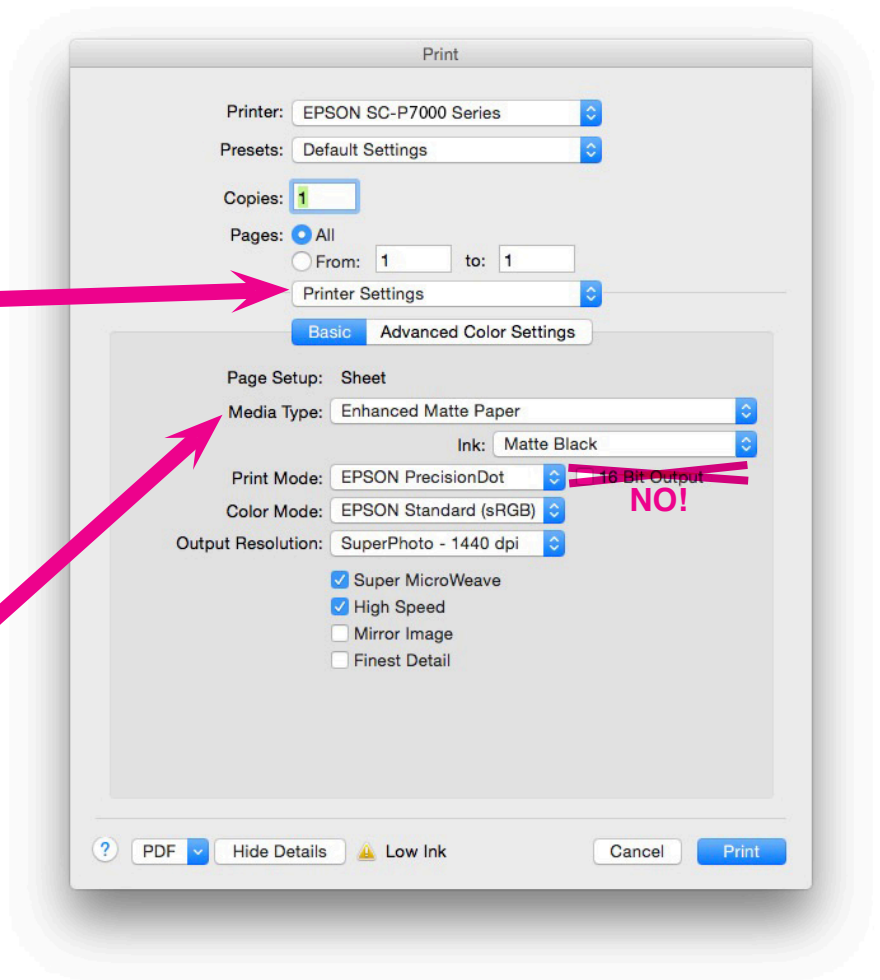 Print
Printer: EPSON SC-P7000 Series
Presets: Default Settings
Copies: 1
Pages: All
From: 1 to: 1
Printer Settings
Basic Advanced Color Settings
Page Setup: Sheet
Media Type: Enhanced Matte Paper
Ink: Matte Black
Print Mode: EPSON PrecisionDot 16 Bit Output
NO!
Color Mode: EPSON Standard (sRGB)
Output Resolution: SuperPhoto - 1440 dpi
Super MicroWeave
High Speed
Mirror Image
Finest Detail
? PDF Hide Details Low Ink Cancel Print